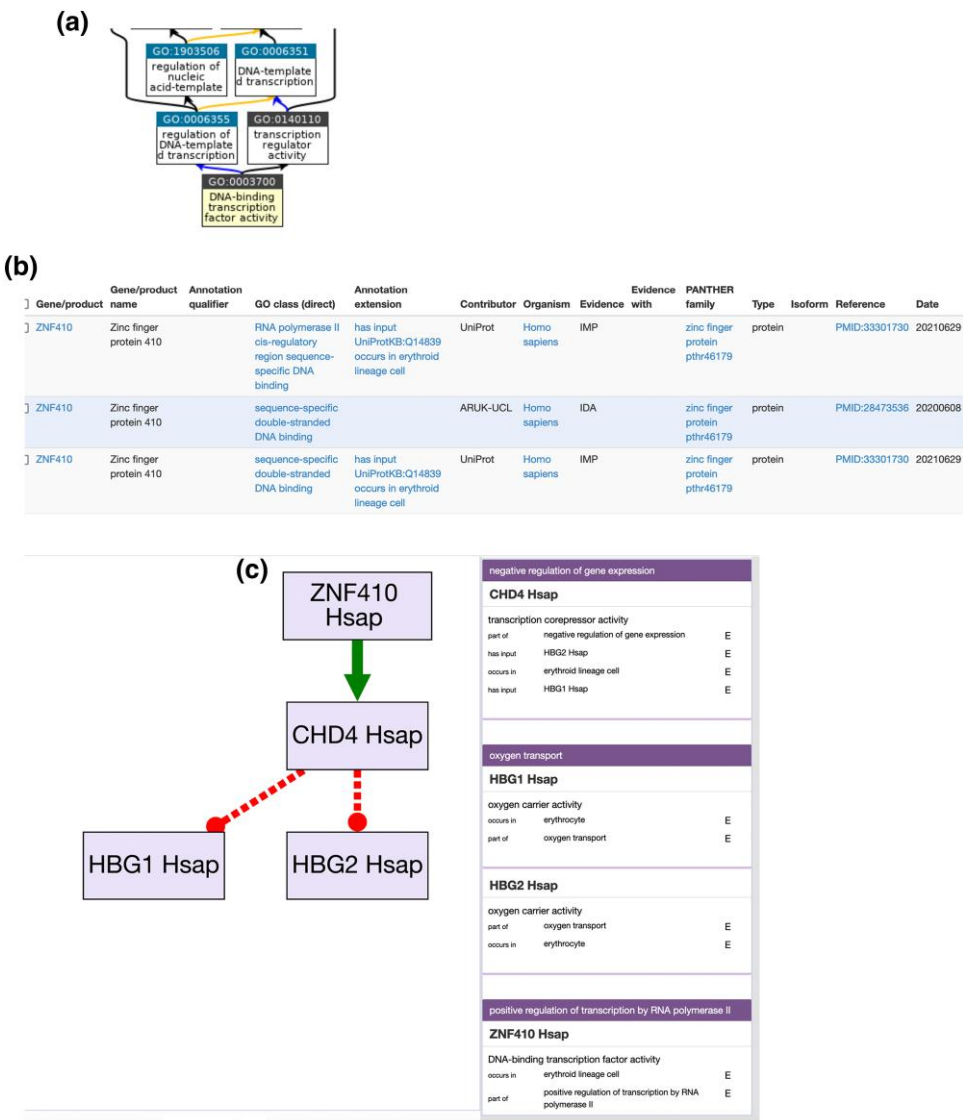 (a)
GO:1903506
regulation of
nucleic
acid-template
GO:0006351
DNA-template
d transcription
GO:0006355
regulation of
DNA-template
d transcription
GO:0140110
transcription
regulator
activity
GO:0003700
DNA-binding
transcription
factor activity
(b)
Gene/product Gene/product name Annotation qualifier GO class (direct) Annotation extension Contributor Organism Evidence Evidence with PANTHER family Type Isoform Reference Date
ZNF410 Zinc finger protein 410 RNA polymerase II cis-regulatory region sequence-specific DNA binding has input UniProtKB:Q14839 occurs in erythroid lineage cell UniProt Homo sapiens IMP zinc finger protein pthr46179 protein PMID:33301730 20210629
ZNF410 Zinc finger protein 410 sequence-specific double-stranded DNA binding ARUK-UCL Homo sapiens IDA zinc finger protein pthr46179 protein PMID:28473536 20200608
ZNF410 Zinc finger protein 410 sequence-specific double-stranded DNA binding has input UniProtKB:Q14839 occurs in erythroid lineage cell UniProt Homo sapiens IMP zinc finger protein pthr46179 protein PMID:33301730 20210629
(c)
ZNF410
Hsap
CHD4 Hsap
HBG1 Hsap
HBG2 Hsap
negative regulation of gene expression
CHD4 Hsap
transcription corepressor activity
part of negative regulation of gene expression E
has input HBG2 Hsap E
occurs in erythroid lineage cell E
has input HBG1 Hsap E
oxygen transport
HBG1 Hsap
oxygen carrier activity
occurs in erythrocyte E
part of oxygen transport E
HBG2 Hsap
oxygen carrier activity
part of oxygen transport E
occurs in erythrocyte E
positive regulation of transcription by RNA polymerase II
ZNF410 Hsap
DNA-binding transcription factor activity
occurs in erythroid lineage cell E
part of positive regulation of transcription by RNA E
polymerase II